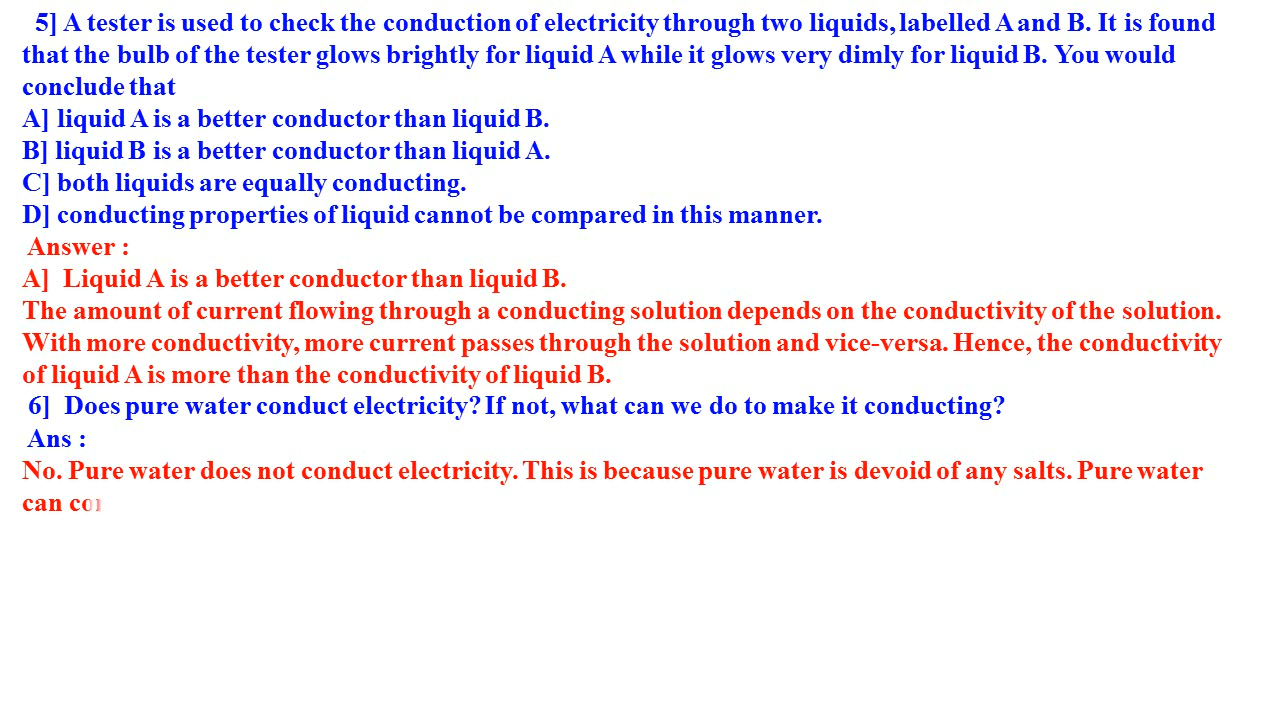 5] A tester is used to check the conduction of electricity through two liquids, labelled A and B. It is found
that the bulb of the tester glows brightly for liquid A while it glows very dimly for liquid B. You would
conclude that
A] liquid A is a better conductor than liquid B.
B] liquid B is a better conductor than liquid A.
C] both liquids are equally conducting.
D] conducting properties of liquid cannot be compared in this manner.
Answer :
A] Liquid A is a better conductor than liquid B.
The amount of current flowing through a conducting solution depends on the conductivity of the solution.
With more conductivity, more current passes through the solution and vice-versa. Hence, the conductivity
of liquid A is more than the conductivity of liquid B.
6] Does pure water conduct electricity? If not, what can we do to make it conducting?
Ans :
No. Pure water does not conduct electricity. This is because pure water is devoid of any salts. Pure water
can